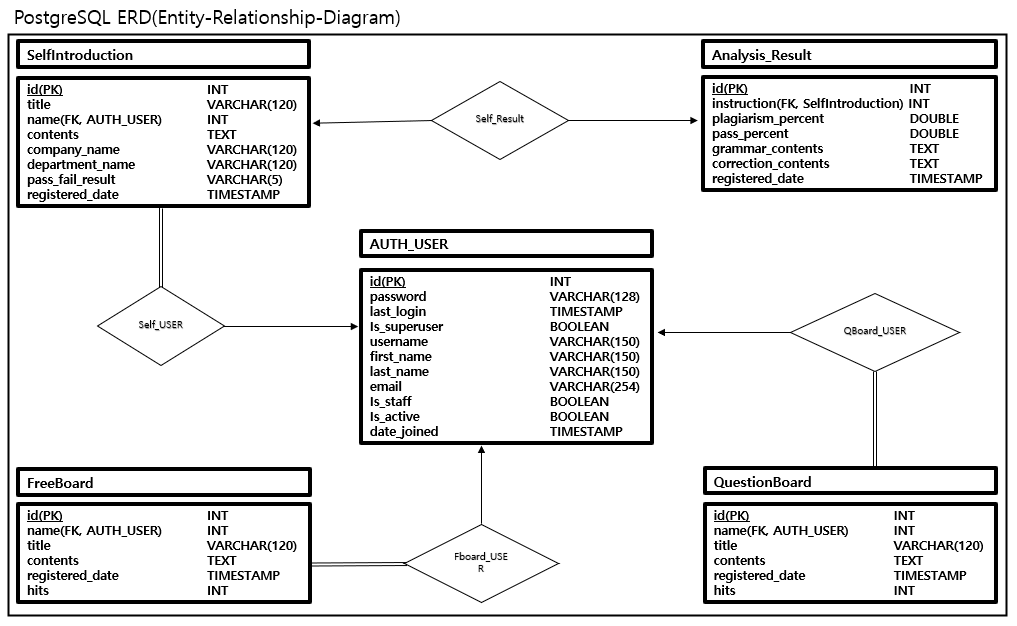 PostgreSQL ERD(Entity-Relationship-Diagram)
SelfIntroduction
id(PK) INT
title VARCHAR(120)
name(FK, AUTH_USER) INT
contents TEXT
company_name VARCHAR(120)
department_name VARCHAR(120)
pass_fail_result VARCHAR(5)
registered_date TIMESTAMP
Self_Result
Analysis_Result
id(PK) INT
instruction(FK, SelfIntroduction) INT
plagiarism_percent DOUBLE
pass_percent DOUBLE
grammar_contents TEXT
correction_contents TEXT
registered_date TIMESTAMP
Self_USER
AUTH_USER
id(PK) INT
password VARCHAR(128)
last_login TIMESTAMP
Is_superuser BOOLEAN
username VARCHAR(150)
first_name VARCHAR(150)
last_name VARCHAR(150)
email VARCHAR(254)
Is_staff BOOLEAN
Is_active BOOLEAN
date_joined TIMESTAMP
QBoard_USER
FreeBoard
id(PK) INT
name(FK, AUTH_USER) INT
title VARCHAR(120)
contents TEXT
registered_date TIMESTAMP
hits INT
Fboard_USE
R
QuestionBoard
id(PK) INT
name(FK, AUTH_USER) INT
title VARCHAR(120)
contents TEXT
registered_date TIMESTAMP
hits INT